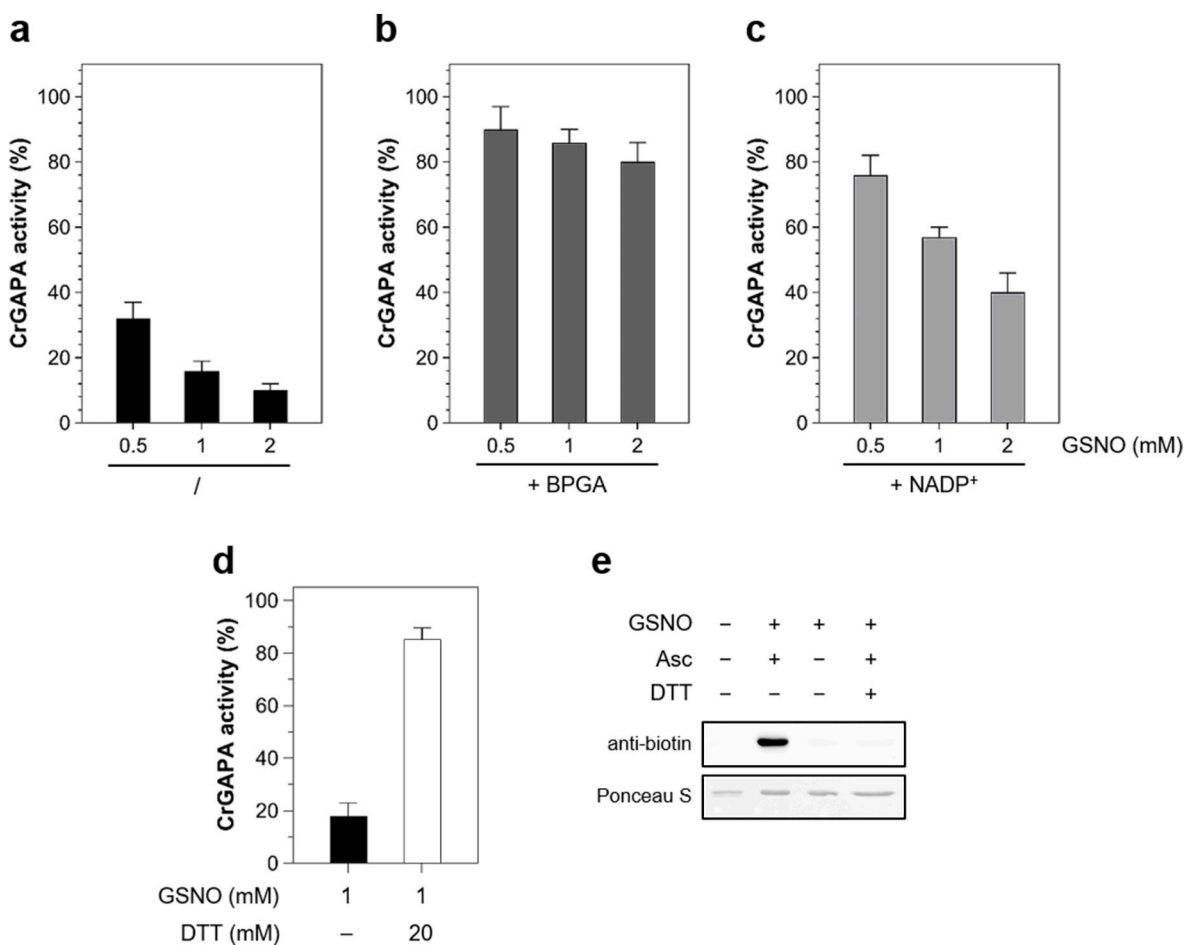 a
b
c
CrGAPA activity (%)
100
80
60
40
20
0
0.5 1 2
/
CrGAPA activity (%)
100
80
60
40
20
0
0.5 1 2
+ BPGA
CrGAPA activity (%)
100
80
60
40
20
0
0.5 1 2 GSNO (mM)
+ NADP⁺
d
CrGAPA activity (%)
100
80
60
40
20
0
GSNO (mM) 1 1
DTT (mM) – 20
e
GSNO – + + +
Asc – + – +
DTT – – – +
anti-biotin
Ponceau S